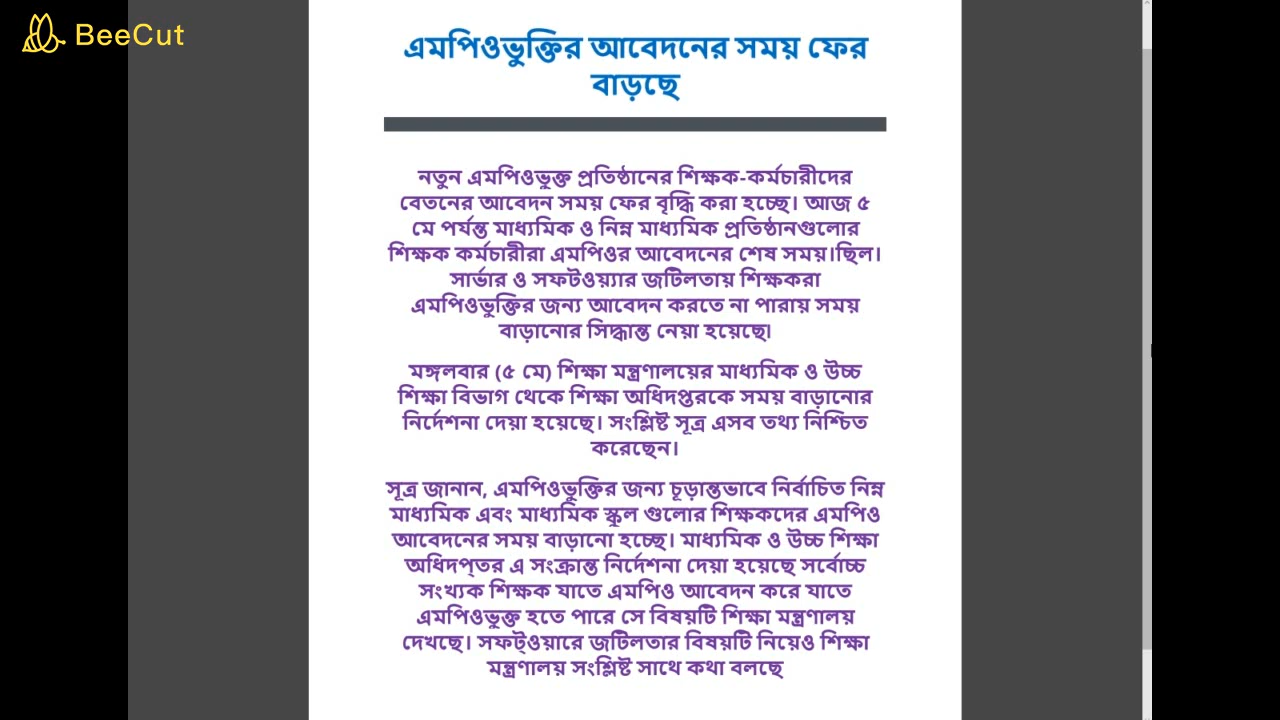 BeeCut
এমপিওভুক্তির আবেদনের সময় ফের
বাড়ছে
নতুন এমপিওভুক্ত প্রতিষ্ঠানের শিক্ষক-কর্মচারীদের
বেতনের আবেদন সময় ফের বৃদ্ধি করা হচ্ছে। আজ ৫
মে পর্যন্ত মাধ্যমিক ও নিম্ন মাধ্যমিক প্রতিষ্ঠানগুলোর
শিক্ষক কর্মচারীরা এমপিওর আবেদনের শেষ সময়।ছিল।
সার্ভার ও সফটওয়্যার জটিলতায় শিক্ষকরা
এমপিওভুক্তির জন্য আবেদন করতে না পারায় সময়
বাড়ানোর সিদ্ধান্ত নেয়া হয়েছে৷
মঙ্গলবার (৫ মে) শিক্ষা মন্ত্রণালয়ের মাধ্যমিক ও উচ্চ
শিক্ষা বিভাগ থেকে শিক্ষা অধিদপ্তরকে সময় বাড়ানোর
নির্দেশনা দেয়া হয়েছে। সংশ্লিষ্ট সূত্র এসব তথ্য নিশ্চিত
করেছেন।
সূত্র জানান, এমপিওভুক্তির জন্য চূড়ান্তভাবে নির্বাচিত নিম্ন
মাধ্যমিক এবং মাধ্যমিক স্কুল গুলোর শিক্ষকদের এমপিও
আবেদনের সময় বাড়ানো হচ্ছে। মাধ্যমিক ও উচ্চ শিক্ষা
অধিদপ্‌তর এ সংক্রান্ত নির্দেশনা দেয়া হয়েছে সর্বোচ্চ
সংখ্যক শিক্ষক যাতে এমপিও আবেদন করে যাতে
এমপিওভুক্ত হতে পারে সে বিষয়টি শিক্ষা মন্ত্রণালয়
দেখছে। সফট্ওয়ারে জটিলতার বিষয়টি নিয়েও শিক্ষা
মন্ত্রণালয় সংশ্লিষ্ট সাথে কথা বলছে